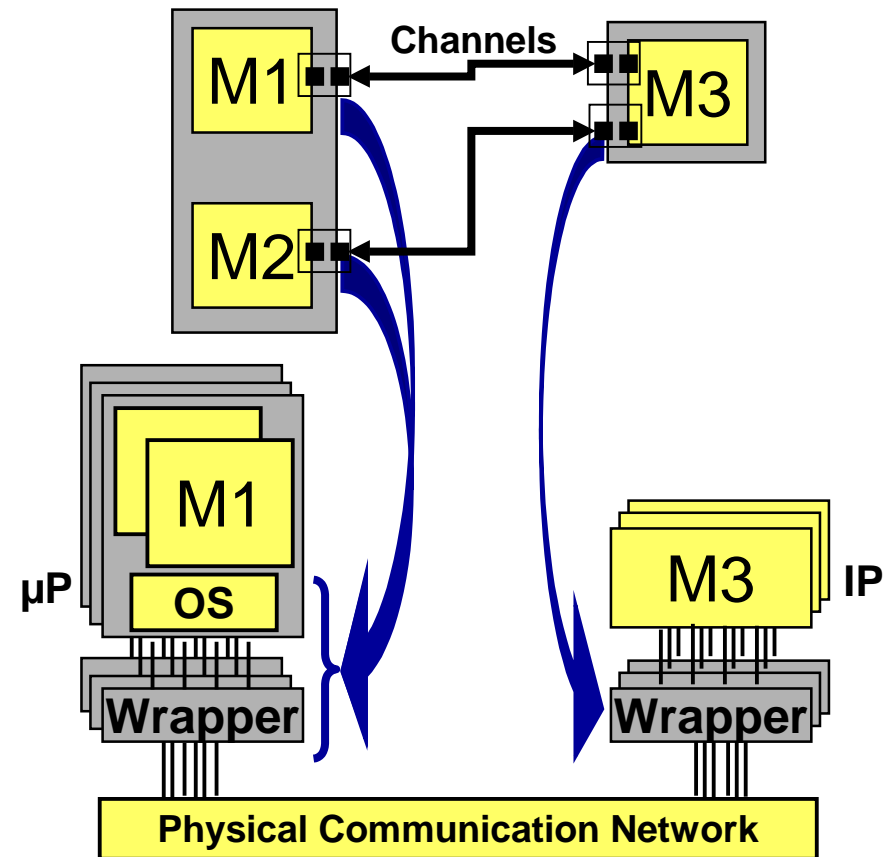 Channels
M1
M3
M2
M1
µP
OS
M3
IP
Wrapper
Wrapper
Physical Communication Network